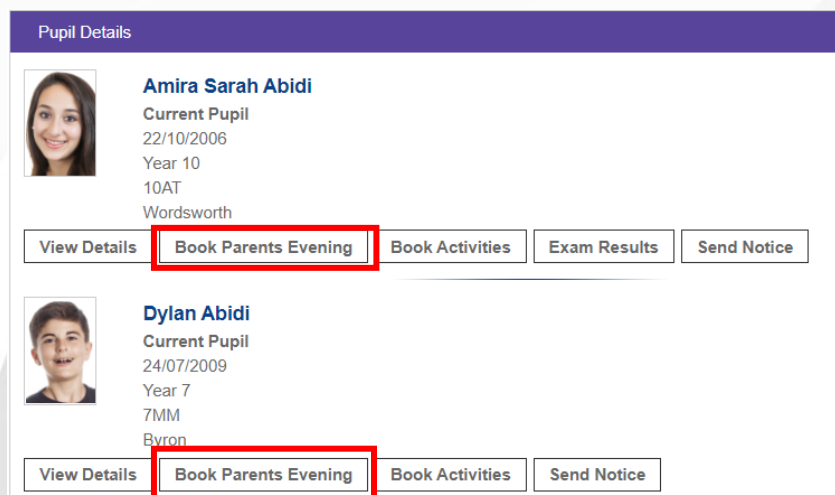 Pupil Details
Amira Sarah Abidi
Current Pupil
22/10/2006
Year 10
10AT
Wordsworth
View Details Book Parents Evening Book Activities Exam Results Send Notice
Dylan Abidi
Current Pupil
24/07/2009
Year 7
7MM
Byron
View Details Book Parents Evening Book Activities Send Notice